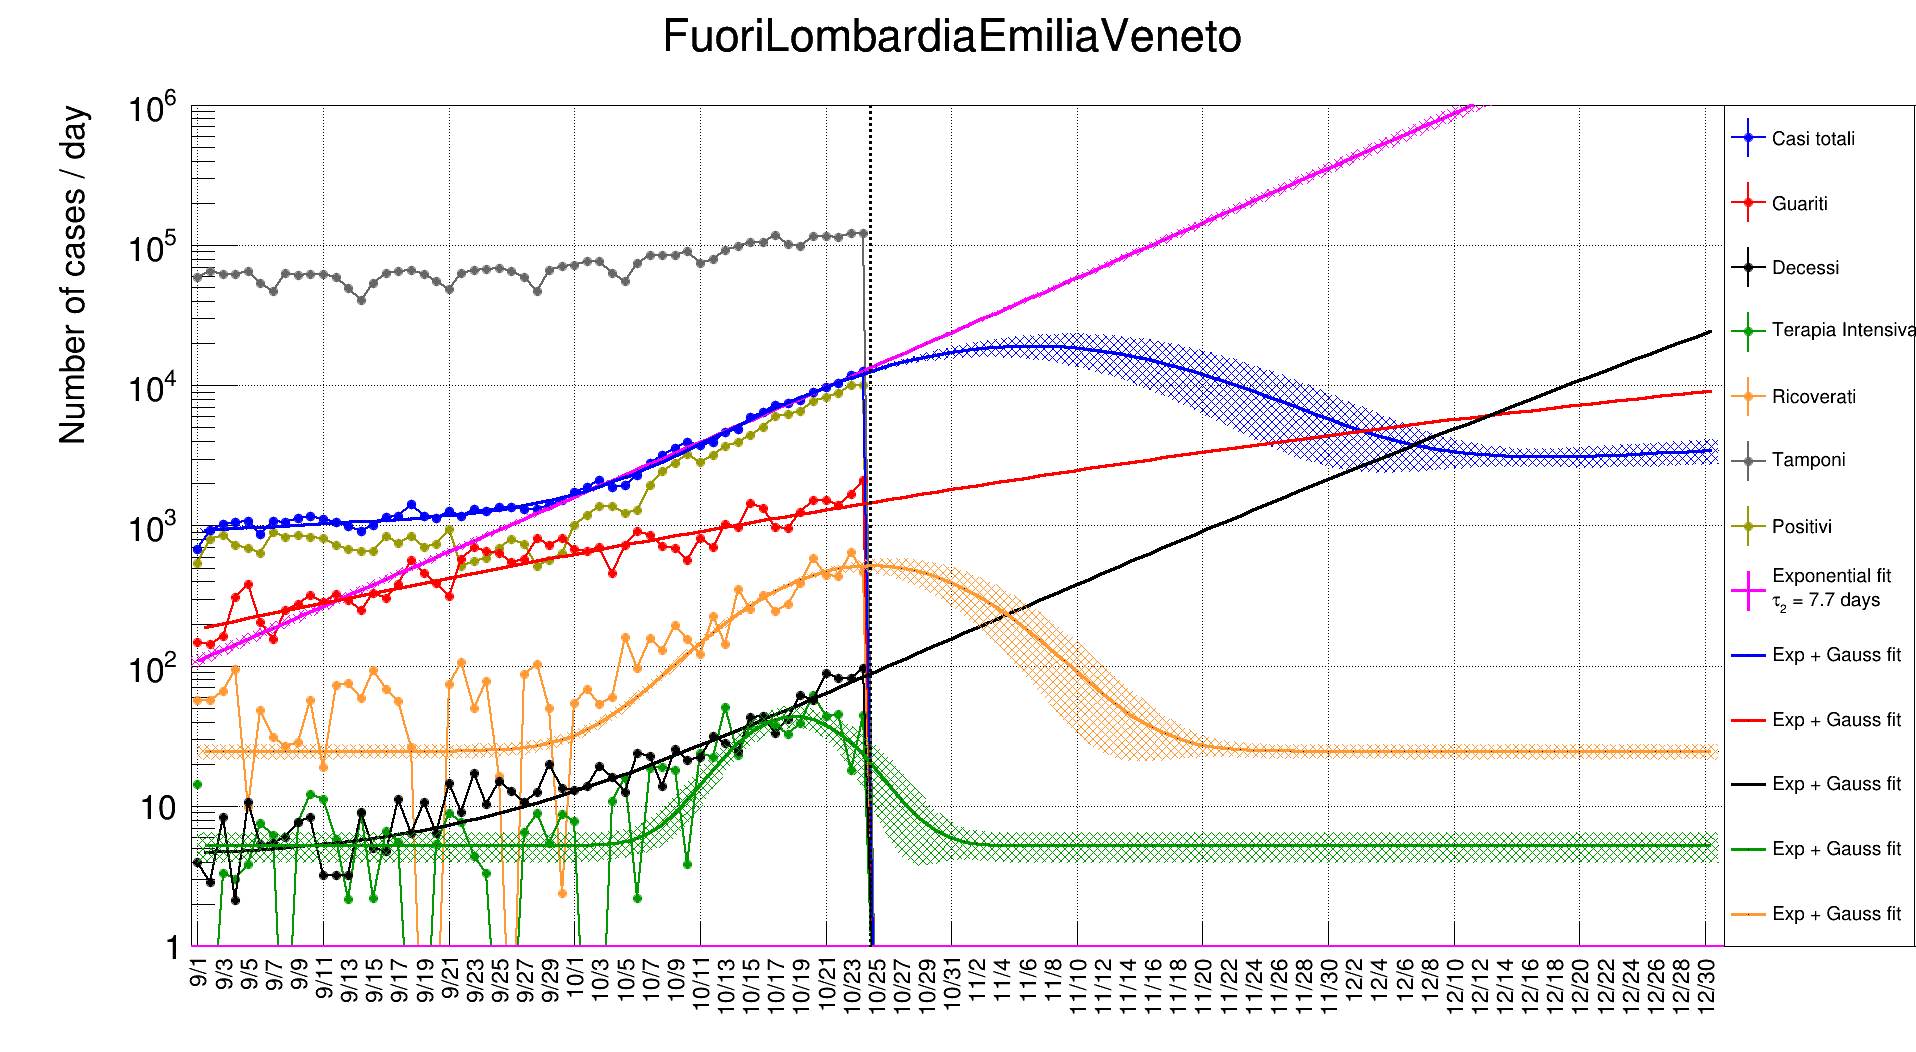 FuoriLombardiaEmiliaVeneto
Number of cases / day
10^6
10^5
10^4
10^3
10^2
10
1
9/1 9/3 9/5 9/7 9/9 9/11 9/13 9/15 9/17 9/19 9/21 9/23 9/25 9/27 9/29 10/1 10/3 10/5 10/7 10/9 10/11 10/13 10/15 10/17 10/19 10/21 10/23 10/25 10/27 10/29 10/31 11/2 11/4 11/6 11/8 11/10 11/12 11/14 11/16 11/18 11/20 11/22 11/24 11/26 11/28 11/30 12/2 12/4 12/6 12/8 12/10 12/12 12/14 12/16 12/18 12/20 12/22 12/24 12/26 12/28 12/30
Casi totali
Guariti
Decessi
Terapia Intensiva
Ricoverati
Tamponi
Positivi
Exponential fit
τ₂ = 7.7 days
Exp + Gauss fit
Exp + Gauss fit
Exp + Gauss fit
Exp + Gauss fit
Exp + Gauss fit